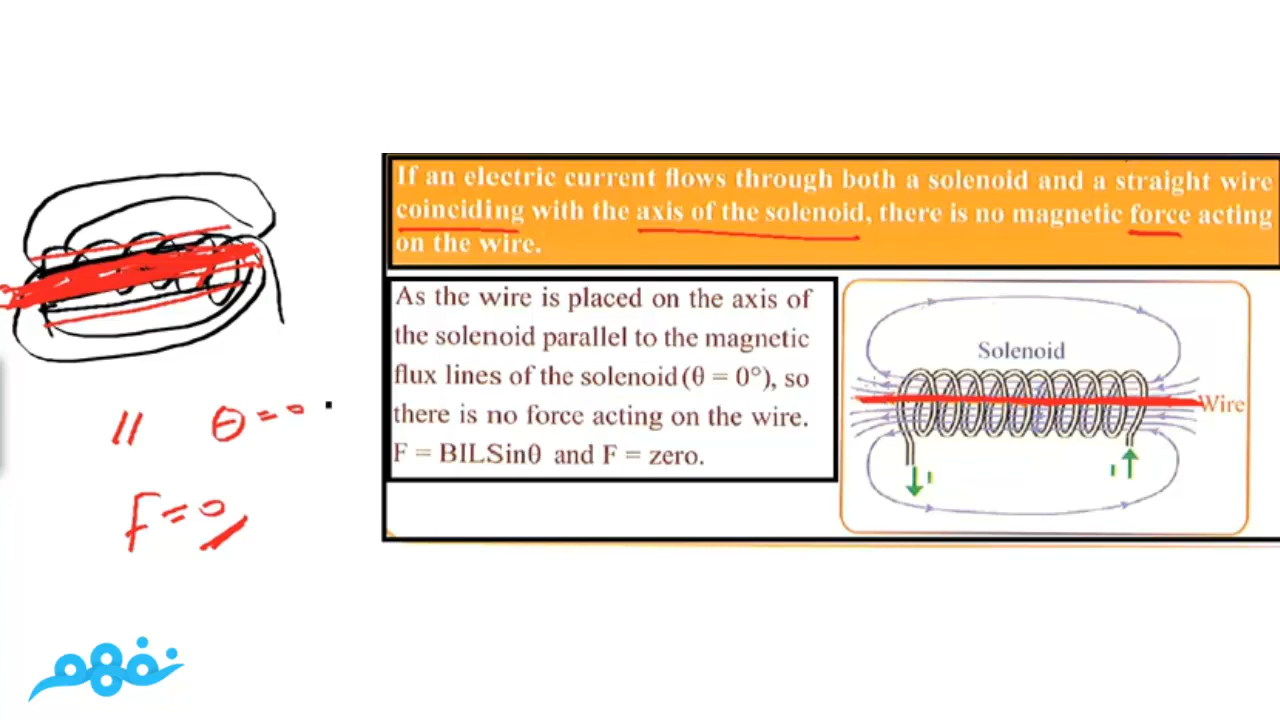 If an electric current flows through both a solenoid and a straight wire
coinciding with the axis of the solenoid, there is no magnetic force acting
on the wire.
As the wire is placed on the axis of
the solenoid parallel to the magnetic
flux lines of the solenoid (θ = 0°), so
there is no force acting on the wire.
F = BILSinθ and F = zero.
Solenoid
Wire
I
I
// θ = 0
F = 0
نفهم